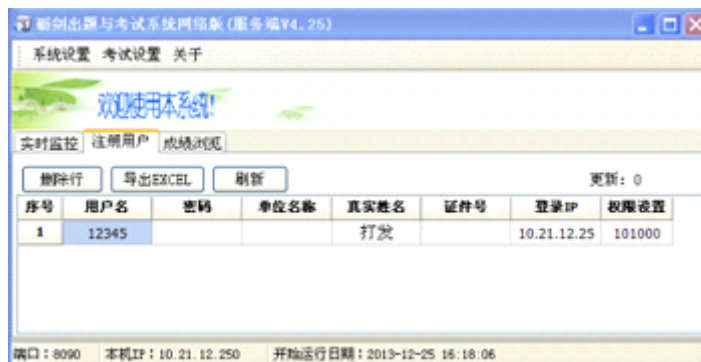 砺剑出题与考试系统网络版(服务端V4.25)
系统设置 考试设置 关于
欢迎使用本系统!
实时监控 注册用户 成绩浏览
删除行 导出EXCEL 刷新 更新: 0
序号 用户名 密码 单位名称 真实姓名 证件号 登录IP 权限设置
1 12345 打发 10.21.12.25 101000
端口:8090 本机IP:10.21.12.250 开始运行日期:2013-12-25 16:18:06